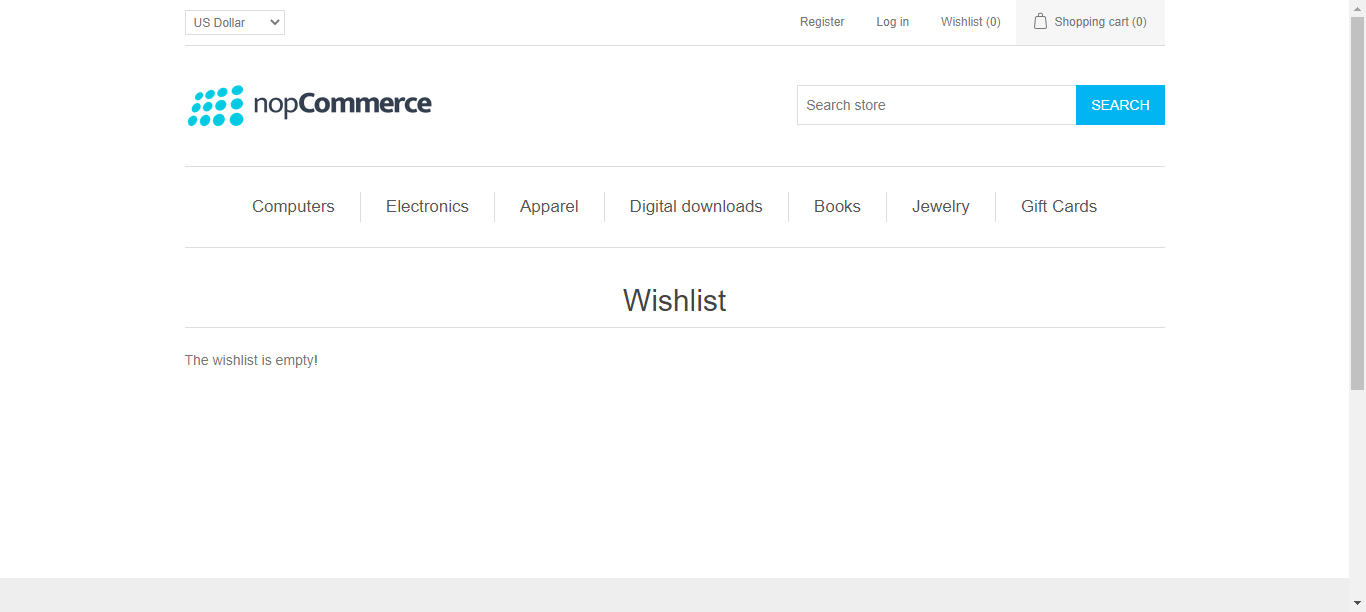 US Dollar
Register
Log in
Wishlist (0)
Shopping cart (0)
nopCommerce
Search store
SEARCH
Computers
Electronics
Apparel
Digital downloads
Books
Jewelry
Gift Cards
Wishlist
The wishlist is empty!